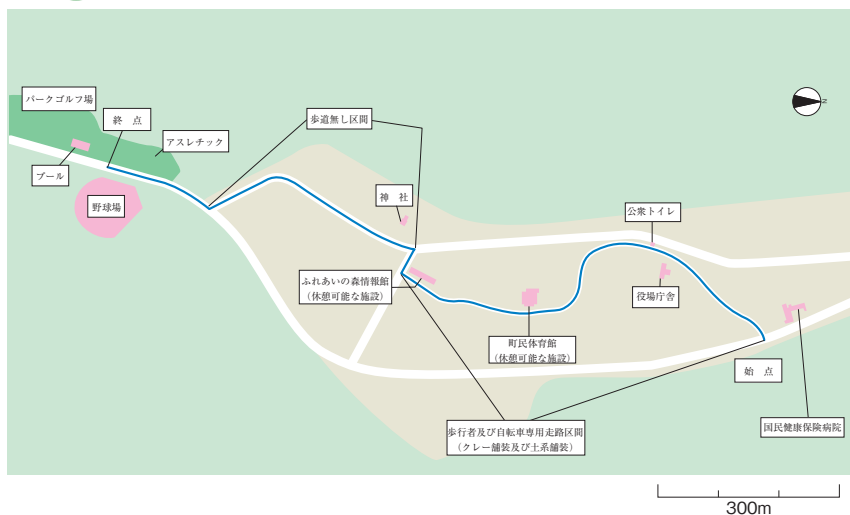 パークゴルフ場
終 点
アスレチック
歩道無し区間
プール
野球場
神 社
公衆トイレ
ふれあいの森情報館
（休憩可能な施設）
役場庁舎
町民体育館
（休憩可能な施設）
始 点
歩行者及び自転車専用走路区間
（クレー舗装及び土系舗装）
国民健康保険病院
N
300m